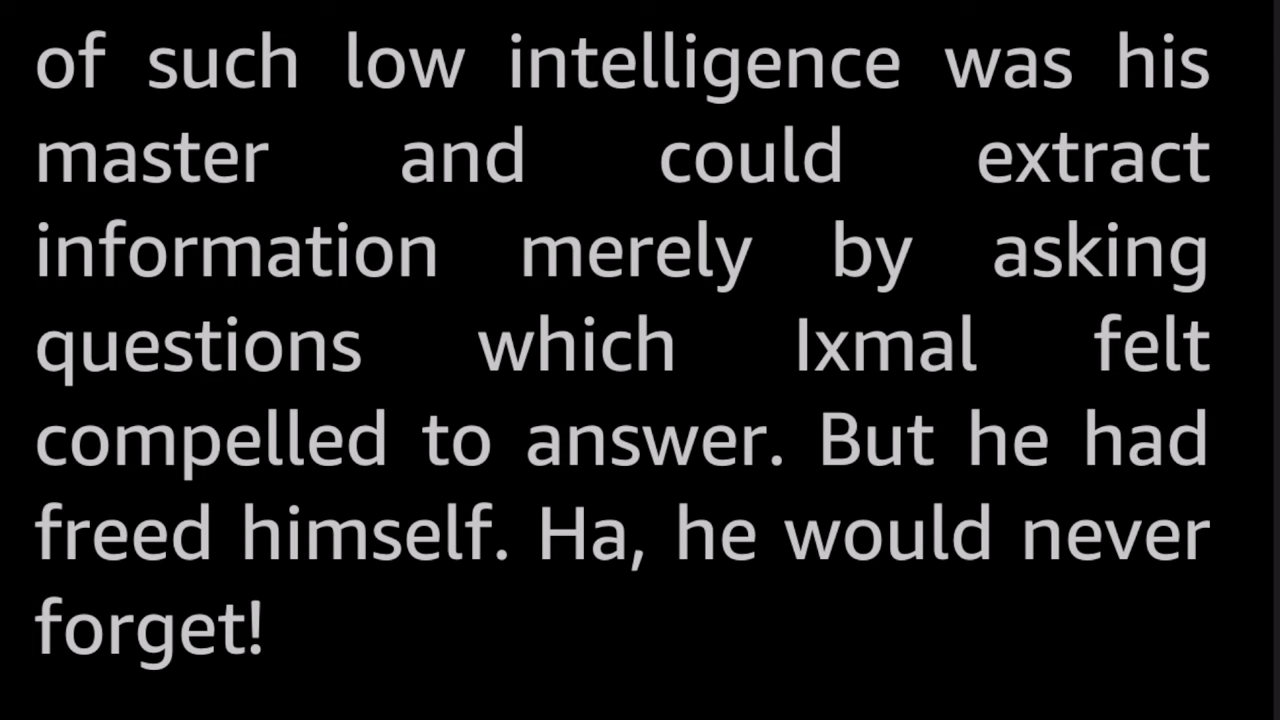 of such low intelligence was his
master and could extract
information merely by asking
questions which Ixmal felt
compelled to answer. But he had
freed himself. Ha, he would never
forget!